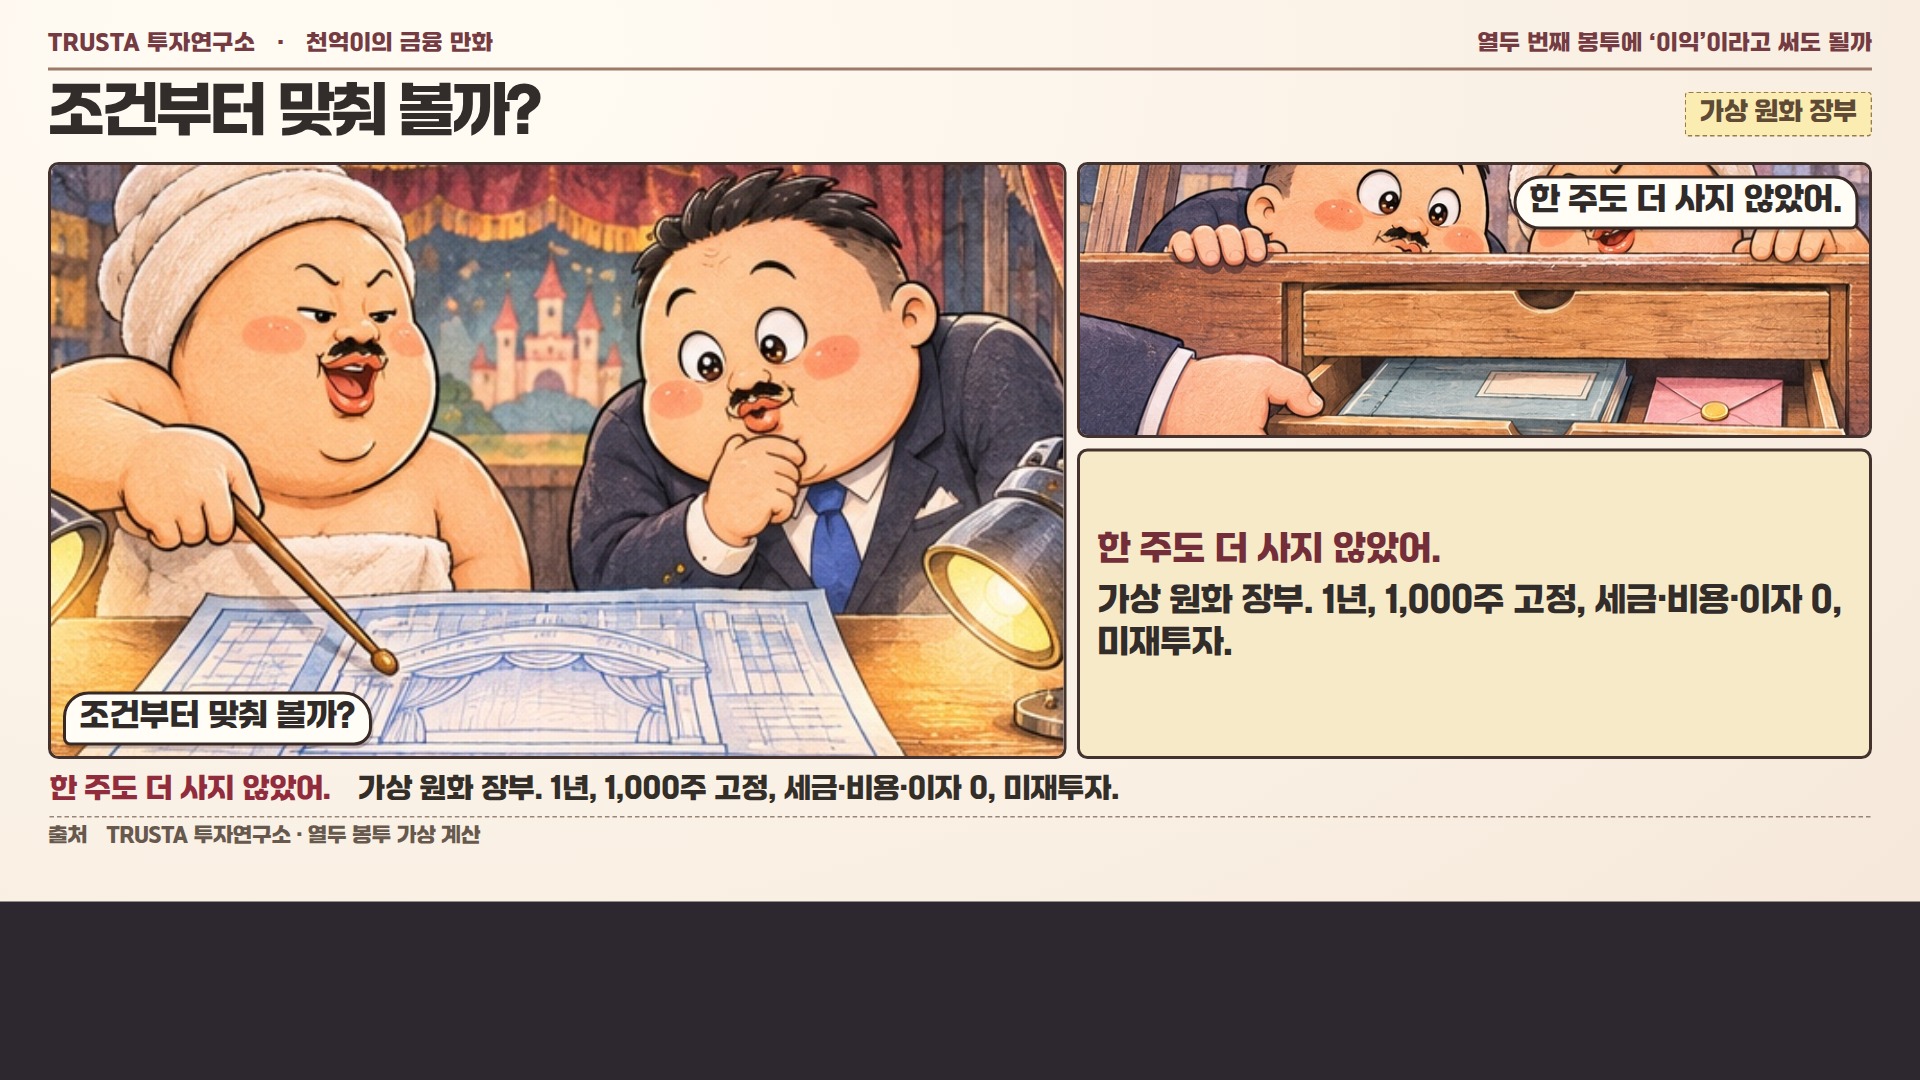 TRUSTA 투자연구소 · 천억이의 금융 만화
열두 번째 봉투에 ‘이익’이라고 써도 될까
조건부터 맞춰 볼까?
가상 원화 장부
한 주도 더 사지 않았어.
조건부터 맞춰 볼까?
한 주도 더 사지 않았어.
가상 원화 장부. 1년, 1,000주 고정, 세금·비용·이자 0,
미재투자.
한 주도 더 사지 않았어. 가상 원화 장부. 1년, 1,000주 고정, 세금·비용·이자 0, 미재투자.
출처 TRUSTA 투자연구소 · 열두 봉투 가상 계산